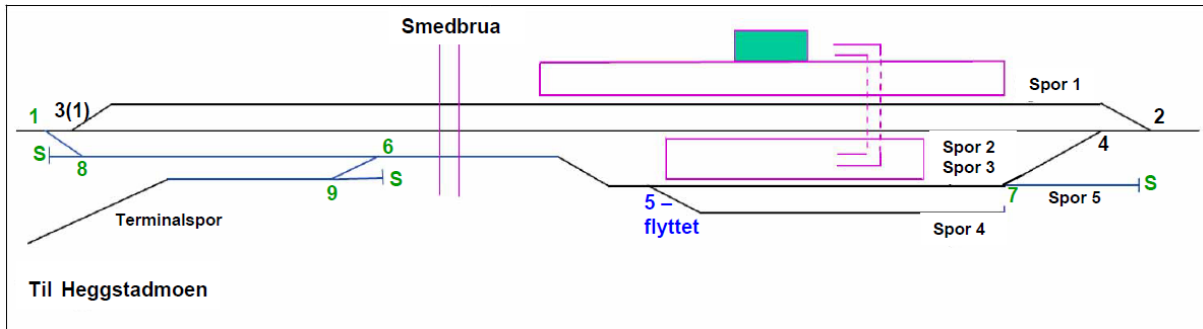 Smedbrua
Spor 1
1
3(1)
2
4
S
8
6
Spor 2
Spor 3
9
S
7
S
Spor 5
Terminalspor
5 –
flyttet
Spor 4
Til Heggstadmoen